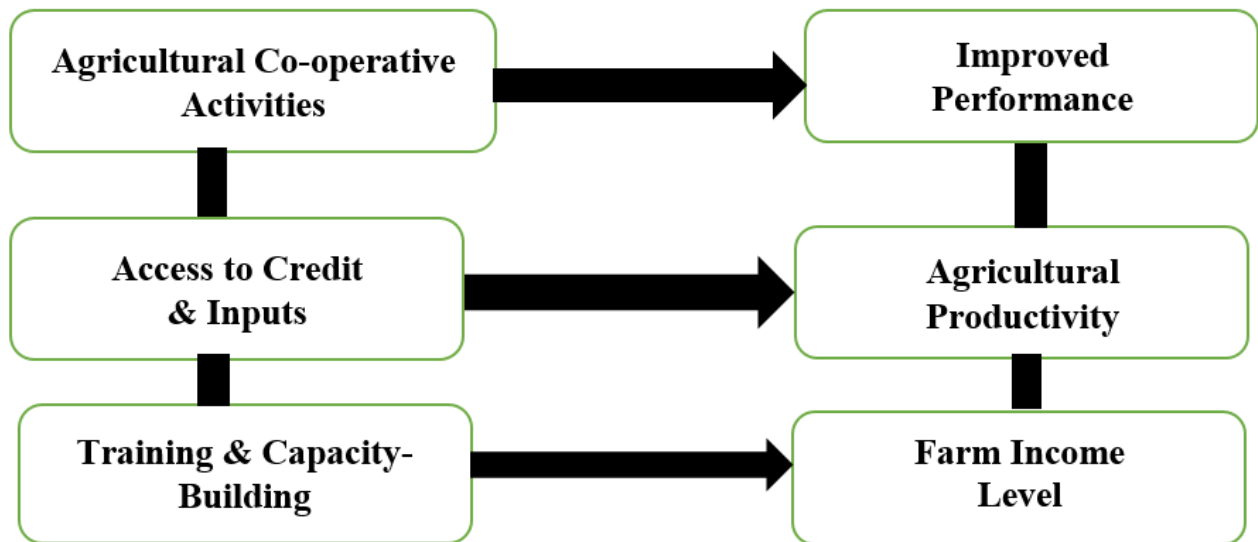 Agricultural Co-operative
Activities
Improved
Performance
Access to Credit
& Inputs
Agricultural
Productivity
Training & Capacity-
Building
Farm Income
Level